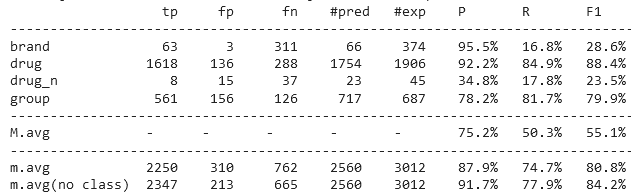 tp fp fn #pred #exp P R F1
------------------------------------------------------------------------------
brand 63 3 311 66 374 95.5% 16.8% 28.6%
drug 1618 136 288 1754 1906 92.2% 84.9% 88.4%
drug_n 8 15 37 23 45 34.8% 17.8% 23.5%
group 561 156 126 717 687 78.2% 81.7% 79.9%
------------------------------------------------------------------------------
M.avg - - - - - 75.2% 50.3% 55.1%
------------------------------------------------------------------------------
m.avg 2250 310 762 2560 3012 87.9% 74.7% 80.8%
m.avg(no class) 2347 213 665 2560 3012 91.7% 77.9% 84.2%